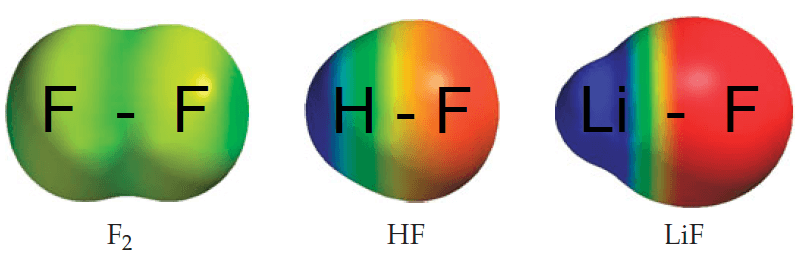 F - F H - F Li - F
F₂ HF LiF